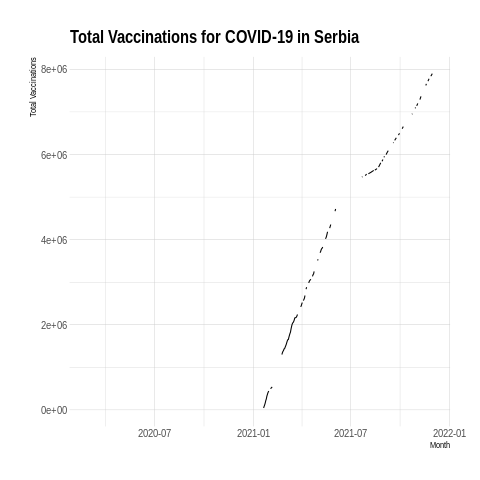 Total Vaccinations for COVID-19 in Serbia
Total Vaccinations
8e+06
6e+06
4e+06
2e+06
0e+00
2020-07
2021-01
2021-07
2022-01
Month